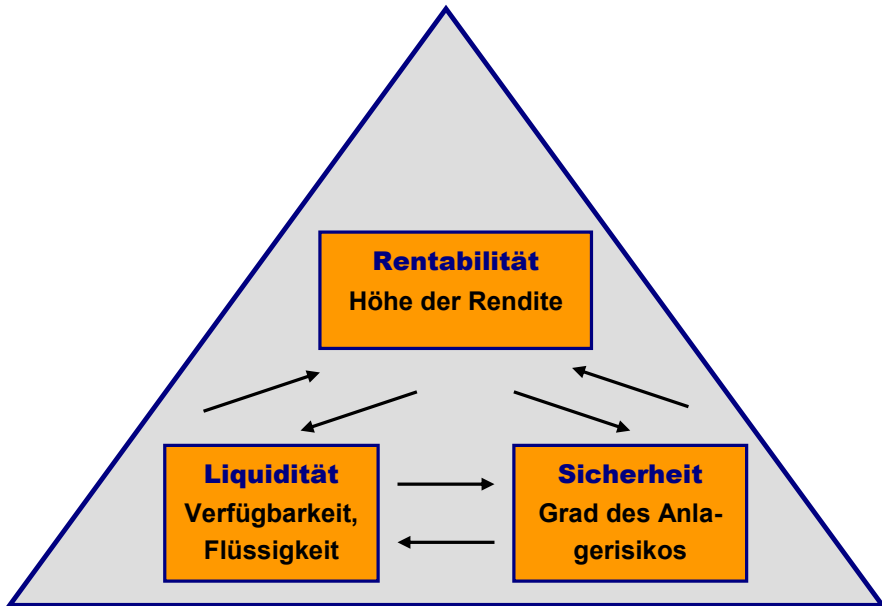 Rentabilität
Höhe der Rendite
Liquidität
Verfügbarkeit,
Flüssigkeit
Sicherheit
Grad des Anla-
gerisikos